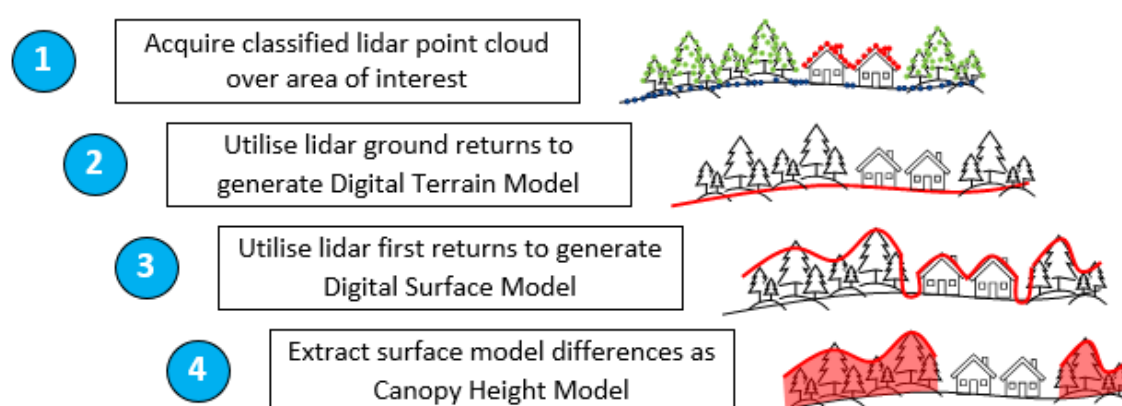 1
Acquire classified lidar point cloud
over area of interest
2
Utilise lidar ground returns to
generate Digital Terrain Model
3
Utilise lidar first returns to generate
Digital Surface Model
4
Extract surface model differences as
Canopy Height Model